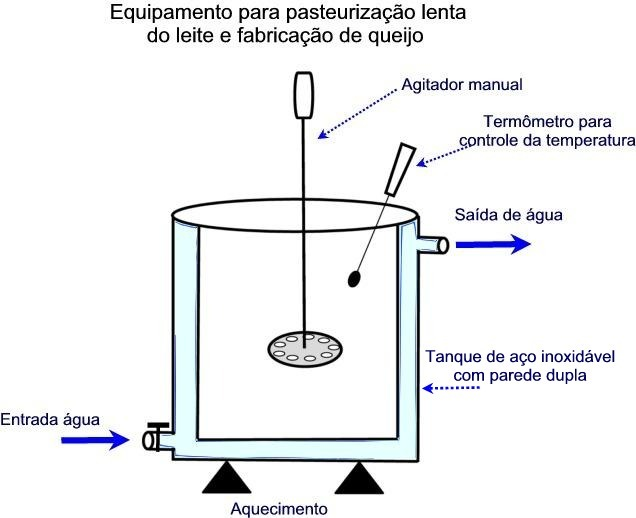 Equipamento para pasteurização lenta
do leite e fabricação de queijo
Agitador manual
Termômetro para
controle da temperatura
Saída de água
Tanque de aço inoxidável
com parede dupla
Entrada água
Aquecimento